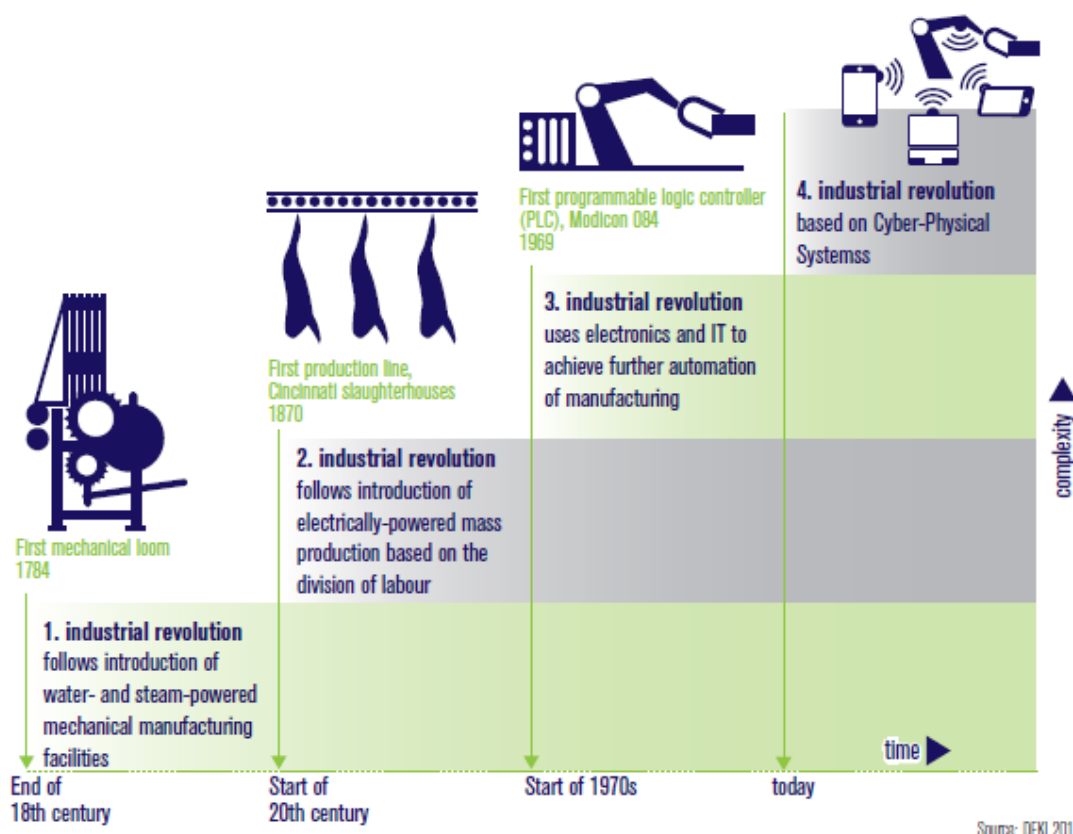 First mechanical loom
1784
First production line,
Cincinnati slaughterhouses
1870
First programmable logic controller
(PLC), Modicon 084
1969
4. industrial revolution
based on Cyber-Physical
Systemss
3. industrial revolution
uses electronics and IT to
achieve further automation
of manufacturing
2. industrial revolution
follows introduction of
electrically-powered mass
production based on the
division of labour
1. industrial revolution
follows introduction of
water- and steam-powered
mechanical manufacturing
facilities
complexity
time
End of
18th century
Start of
20th century
Start of 1970s
today
Source: